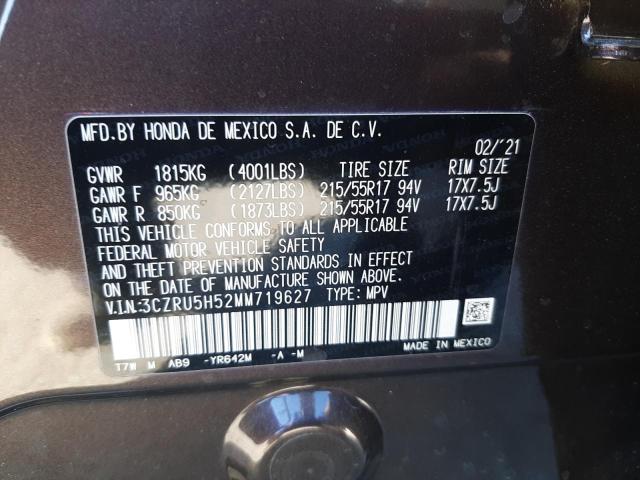 MFD.BY HONDA DE MEXICO S.A. DE C.V.
02/'21
GVWR 1815KG (4001LBS) TIRE SIZE RIM SIZE
GAWR F 965KG (2127LBS) 215/55R17 94V 17X7.5J
GAWR R 850KG (1873LBS) 215/55R17 94V 17X7.5J
THIS VEHICLE CONFORMS TO ALL APPLICABLE
FEDERAL MOTOR VEHICLE SAFETY
AND THEFT PREVENTION STANDARDS IN EFFECT
ON THE DATE OF MANUFACTURE SHOWN ABOVE.
V.I.N:3CZRU5H52MM719627 TYPE: MPV
T7W M AB9 -YR642M -A -M
MADE IN MEXICO